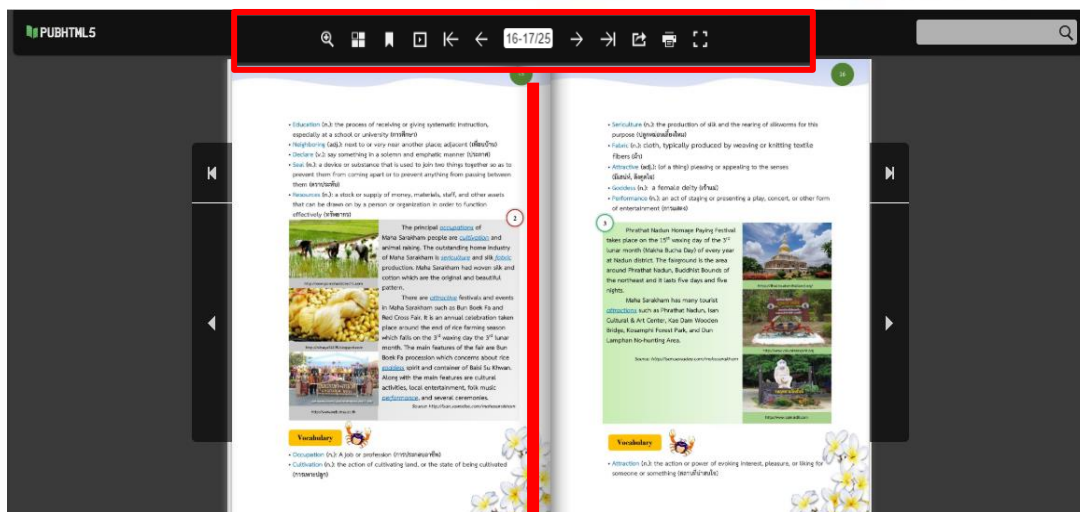 PUBHTML5
16-17/25
16
• Education (n.): the process of receiving or giving systematic instruction,
especially at a school or university (การศึกษา)
• Neighboring (adj.): next to or very near another place; adjacent (เพื่อนบ้าน)
• Declare (v.): say something in a solemn and emphatic manner (ประกาศ)
• Seal (n.): a device or substance that is used to join two things together so as to
prevent them from coming apart or to prevent anything from passing between
them (ตราประทับ)
• Resources (n.): a stock or supply of money, materials, staff, and other assets
that can be drawn on by a person or organization in order to function
effectively (ทรัพยากร)
2
The principal occupations of
Maha Sarakham people are cultivation and
animal raising. The outstanding home industry
of Maha Sarakham is sericulture and silk fabric
production. Maha Sarakham had woven silk and
cotton which are the original and beautiful
pattern.
There are attractive festivals and events
in Maha Sarakham such as Bun Boek Fa and
Red Cross Fair. It is an annual celebration taken
place around the end of rice farming season
which falls on the 3rd waxing day the 3rd lunar
month. The main features of the fair are Bun
Boek Fa procession which concerns about rice
goddess spirit and container of Baisi Su Khwan.
Along with the main features are cultural
activities, local entertainment, folk music
performance, and several ceremonies.
Vocabulary
• Occupation (n.): A job or profession (การประกอบอาชีพ)
• Cultivation (n.): the action of cultivating land, or the state of being cultivated
(การเพาะปลูก)
• Sericulture (n.): the production of silk and the rearing of silkworms for this
purpose (ปลูกหม่อนเลี้ยงไหม)
• Fabric (n.): cloth, typically produced by weaving or knitting textile
fibers (ผ้า)
• Attractive (adj.): (of a thing) pleasing or appealing to the senses
(มีเสน่ห์, ดึงดูดใจ)
• Goddess (n.): a female deity (เจ้าแม่)
• Performance (n.): an act of staging or presenting a play, concert, or other form
of entertainment (การแสดง)
3
Phrathat Nadun Homage Paying Festival
takes place on the 15th waxing day of the 3rd
lunar month (Makha Bucha Day) of every year
at Nadun district. The fairground is the area
around Phrathat Nadun, Buddhist Bounds of
the northeast and it lasts five days and five
nights.
Maha Sarakham has many tourist
attractions such as Phrathat Nadun, Isan
Cultural & Art Center, Kae Dam Wooden
Bridge, Kosamphi Forest Park, and Dun
Lamphan No-hunting Area.
Vocabulary
• Attraction (n.): the action or power of evoking interest, pleasure, or liking for
someone or something (สถานที่น่าสนใจ)